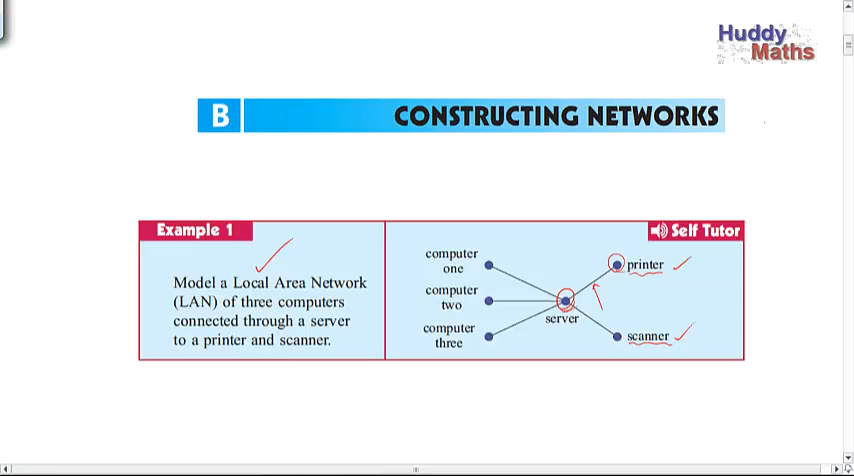 Huddy
Maths
B
CONSTRUCTING NETWORKS
Example 1
Self Tutor
Model a Local Area Network
(LAN) of three computers
connected through a server
to a printer and scanner.
computer
one
computer
two
computer
three
server
printer
scanner